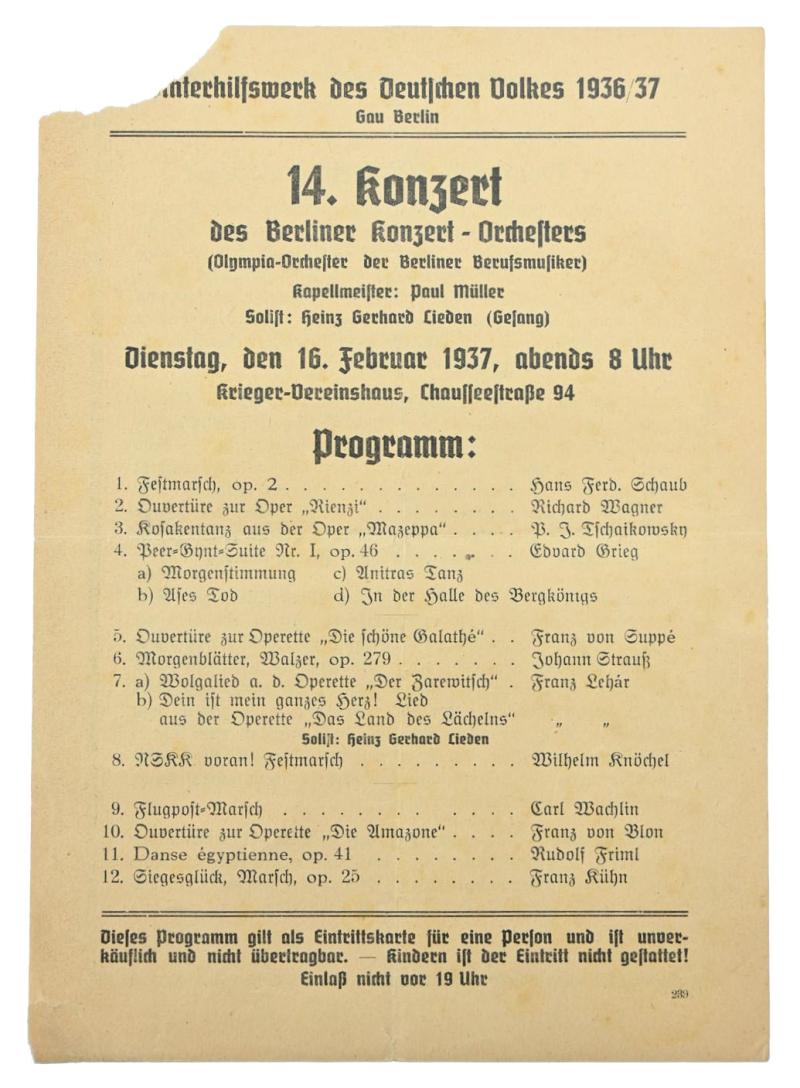 interhilfswerk des Deutschen Volkes 1936/37
Gau Berlin
14. Konzert
des Berliner Konzert-Orchesters
(Olympia-Orchester der Berliner Berufsmusiker)
Kapellmeister: Paul Müller
Solist: Heinz Gerhard Lieden (Gesang)
Dienstag, den 16. Februar 1937, abends 8 Uhr
Krieger-Vereinshaus, Chausseestraße 94
Programm:
1. Festmarsch, op. 2 . . . . . . . . . . . . . Hans Ferd. Schaub
2. Ouvertüre zur Oper „Rienzi“ . . . . . . . . Richard Wagner
3. Kosakentanz aus der Oper „Mazeppa“ . . . . P. J. Tschaikowsky
4. Peer-Gynt-Suite Nr. I, op. 46 . . . . . . . Edvard Grieg
a) Morgenstimmung c) Anitras Tanz
b) Ases Tod d) In der Halle des Bergkönigs
5. Ouvertüre zur Operette „Die schöne Galathé“ . . Franz von Suppé
6. Morgenblätter, Walzer, op. 279 . . . . . . . Johann Strauß
7. a) Wolgalied a. d. Operette „Der Zarewitsch“ . Franz Lehár
b) Dein ist mein ganzes Herz! Lied
aus der Operette „Das Land des Lächelns“ „ „
Solist: Heinz Gerhard Lieden
8. NSKK voran! Festmarsch . . . . . . . . . Wilhelm Knöchel
9. Flugpost-Marsch . . . . . . . . . . . . Carl Wachlin
10. Ouvertüre zur Operette „Die Amazone“ . . . . Franz von Blon
11. Danse égyptienne, op. 41 . . . . . . . . Rudolf Friml
12. Siegesglück, Marsch, op. 25 . . . . . . . . Franz Kühn
Dieses Programm gilt als Eintrittskarte für eine Person und ist unver-
käuflich und nicht übertragbar. — Kindern ist der Eintritt nicht gestattet!
Einlaß nicht vor 19 Uhr
239